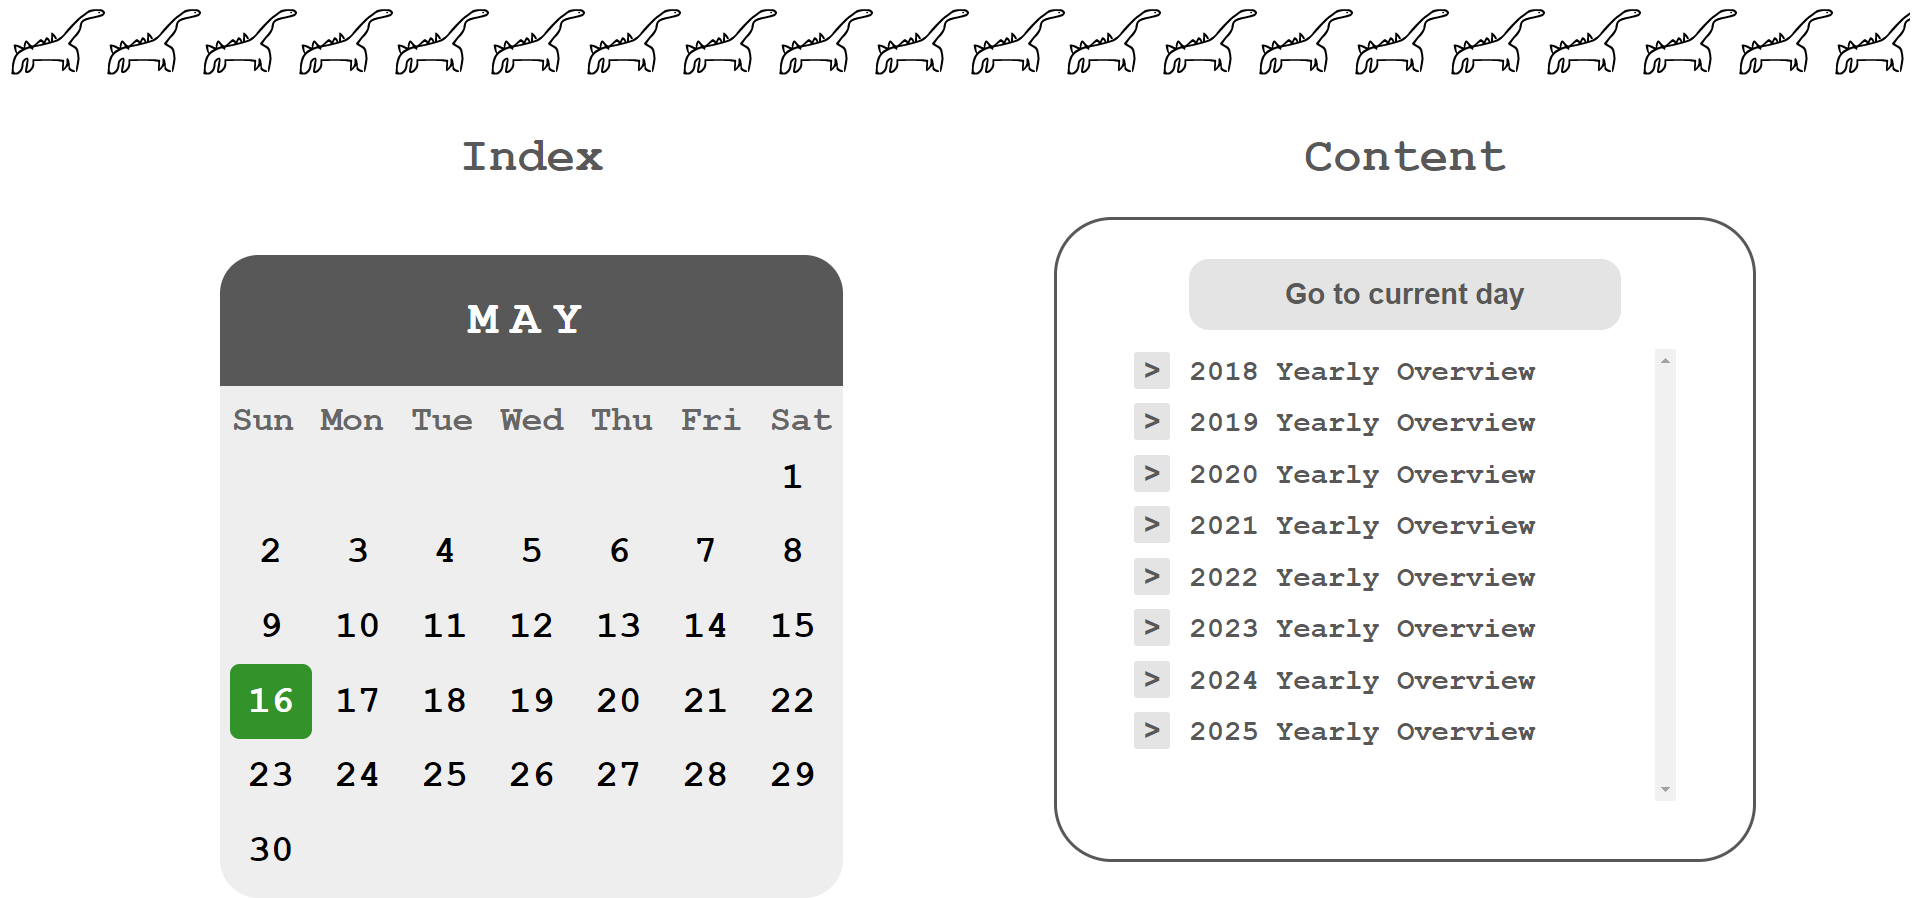 Index
MAY
Sun Mon Tue Wed Thu Fri Sat
1
2 3 4 5 6 7 8
9 10 11 12 13 14 15
16 17 18 19 20 21 22
23 24 25 26 27 28 29
30
Content
Go to current day
> 2018 Yearly Overview
> 2019 Yearly Overview
> 2020 Yearly Overview
> 2021 Yearly Overview
> 2022 Yearly Overview
> 2023 Yearly Overview
> 2024 Yearly Overview
> 2025 Yearly Overview